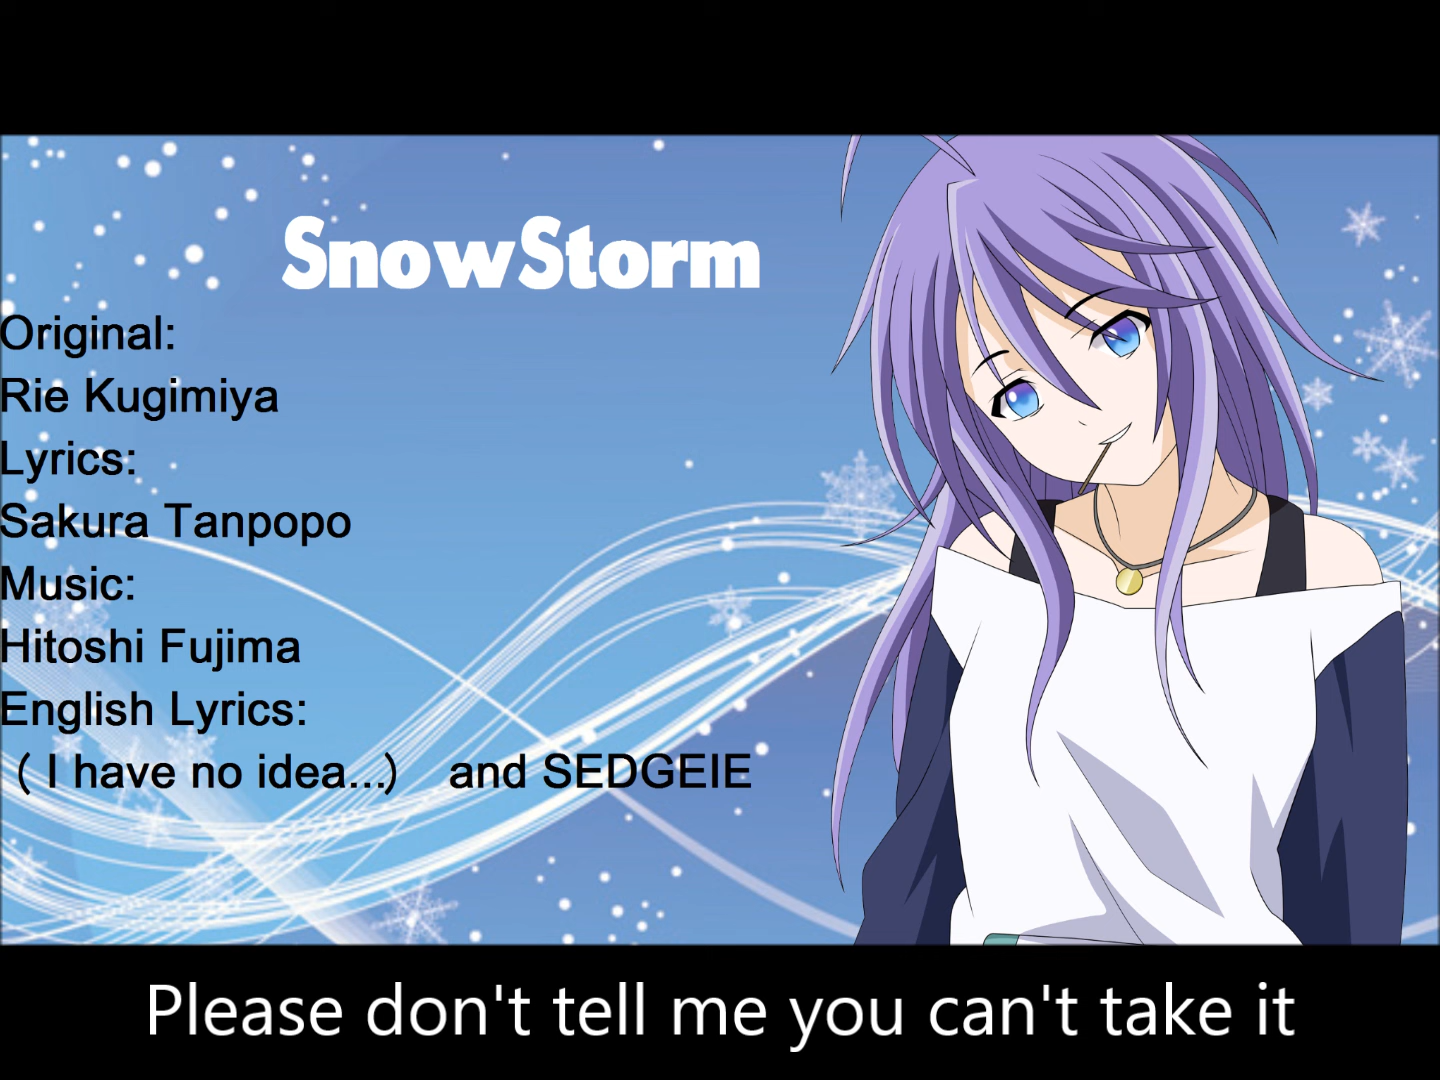 SnowStorm
Original:
Rie Kugimiya
Lyrics:
Sakura Tanpopo
Music:
Hitoshi Fujima
English Lyrics:
( I have no idea...) and SEDGEIE
Please don't tell me you can't take it